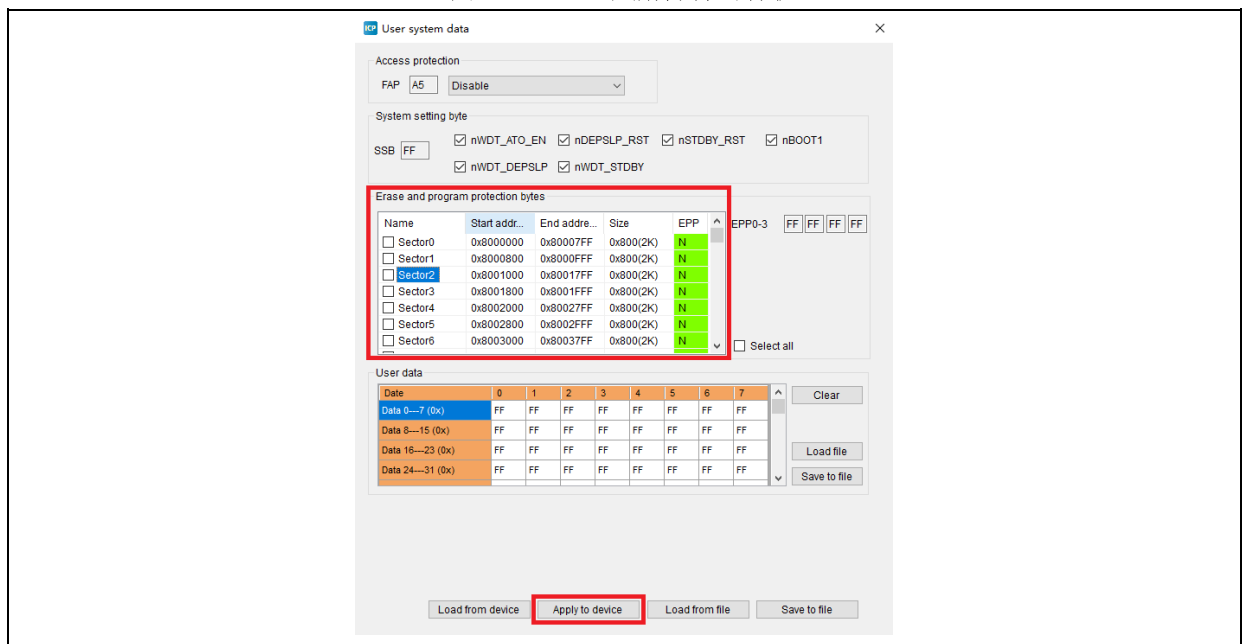 ICP User system data
Access protection
FAP A5 Disable
System setting byte
SSB FF
nWDT_ATO_EN nDEPSLP_RST nSTDBY_RST nBOOT1
nWDT_DEPSLP nWDT_STDBY
Erase and program protection bytes
Name Start addr... End addre... Size EPP
Sector0 0x8000000 0x80007FF 0x800(2K) N
Sector1 0x8000800 0x8000FFF 0x800(2K) N
Sector2 0x8001000 0x80017FF 0x800(2K) N
Sector3 0x8001800 0x8001FFF 0x800(2K) N
Sector4 0x8002000 0x80027FF 0x800(2K) N
Sector5 0x8002800 0x8002FFF 0x800(2K) N
Sector6 0x8003000 0x80037FF 0x800(2K) N
EPP0-3 FF FF FF FF
Select all
User data
Date 0 1 2 3 4 5 6 7
Data 0---7 (0x) FF FF FF FF FF FF FF FF
Data 8---15 (0x) FF FF FF FF FF FF FF FF
Data 16---23 (0x) FF FF FF FF FF FF FF FF
Data 24---31 (0x) FF FF FF FF FF FF FF FF
Clear
Load file
Save to file
Load from device Apply to device Load from file Save to file